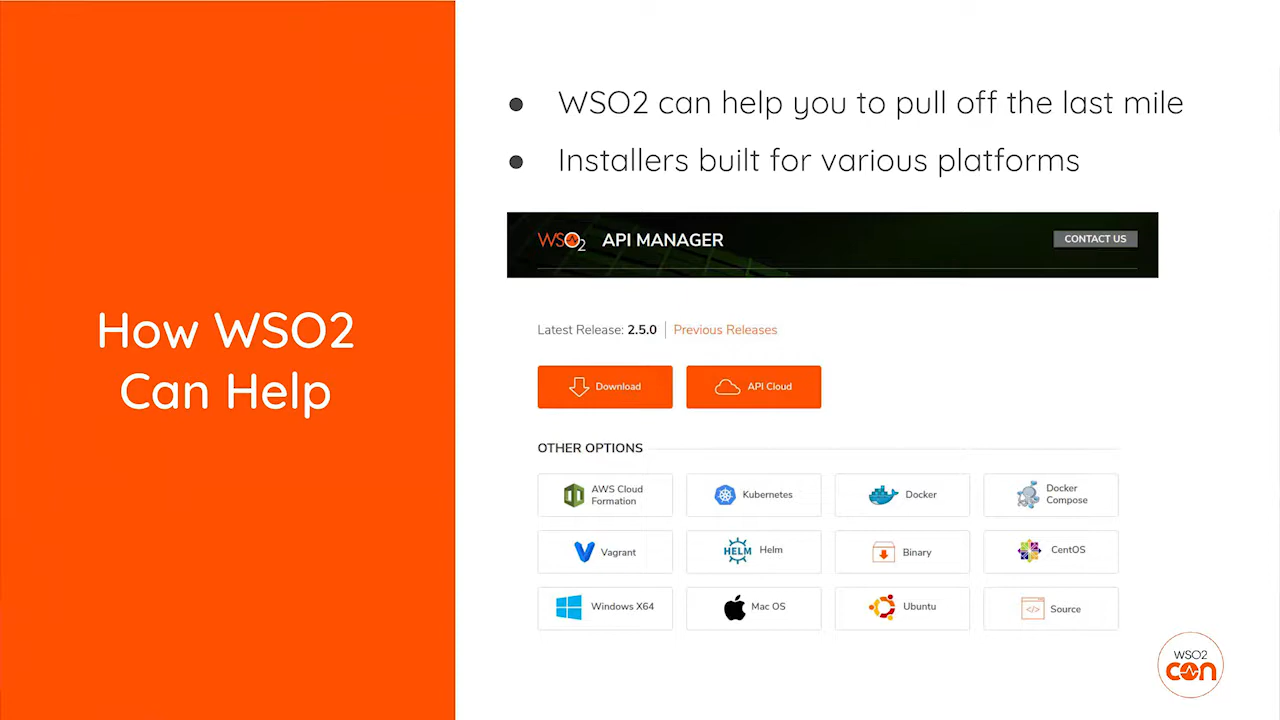 How WSO2
Can Help
● WSO2 can help you to pull off the last mile
● Installers built for various platforms
WSO2 API MANAGER
CONTACT US
Latest Release: 2.5.0 | Previous Releases
Download
API Cloud
OTHER OPTIONS
AWS Cloud
Formation
Kubernetes
Docker
Docker
Compose
Vagrant
HELM Helm
Binary
CentOS
Windows X64
Mac OS
Ubuntu
</> Source
WSO2
con